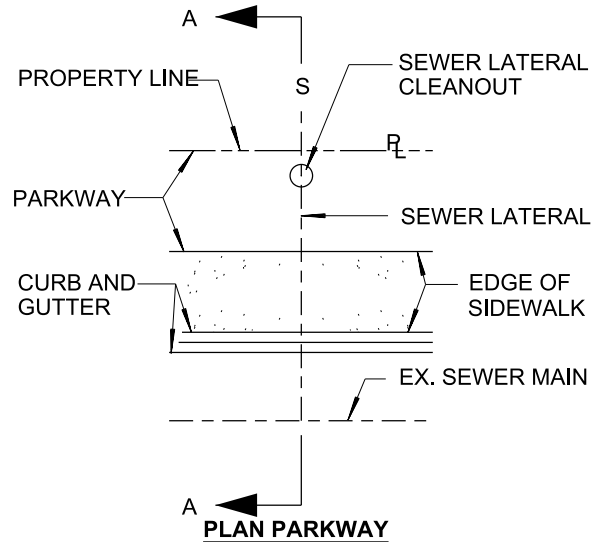 A
PROPERTY LINE
S
SEWER LATERAL
CLEANOUT
PL
PARKWAY
SEWER LATERAL
CURB AND
GUTTER
EDGE OF
SIDEWALK
EX. SEWER MAIN
A
PLAN PARKWAY